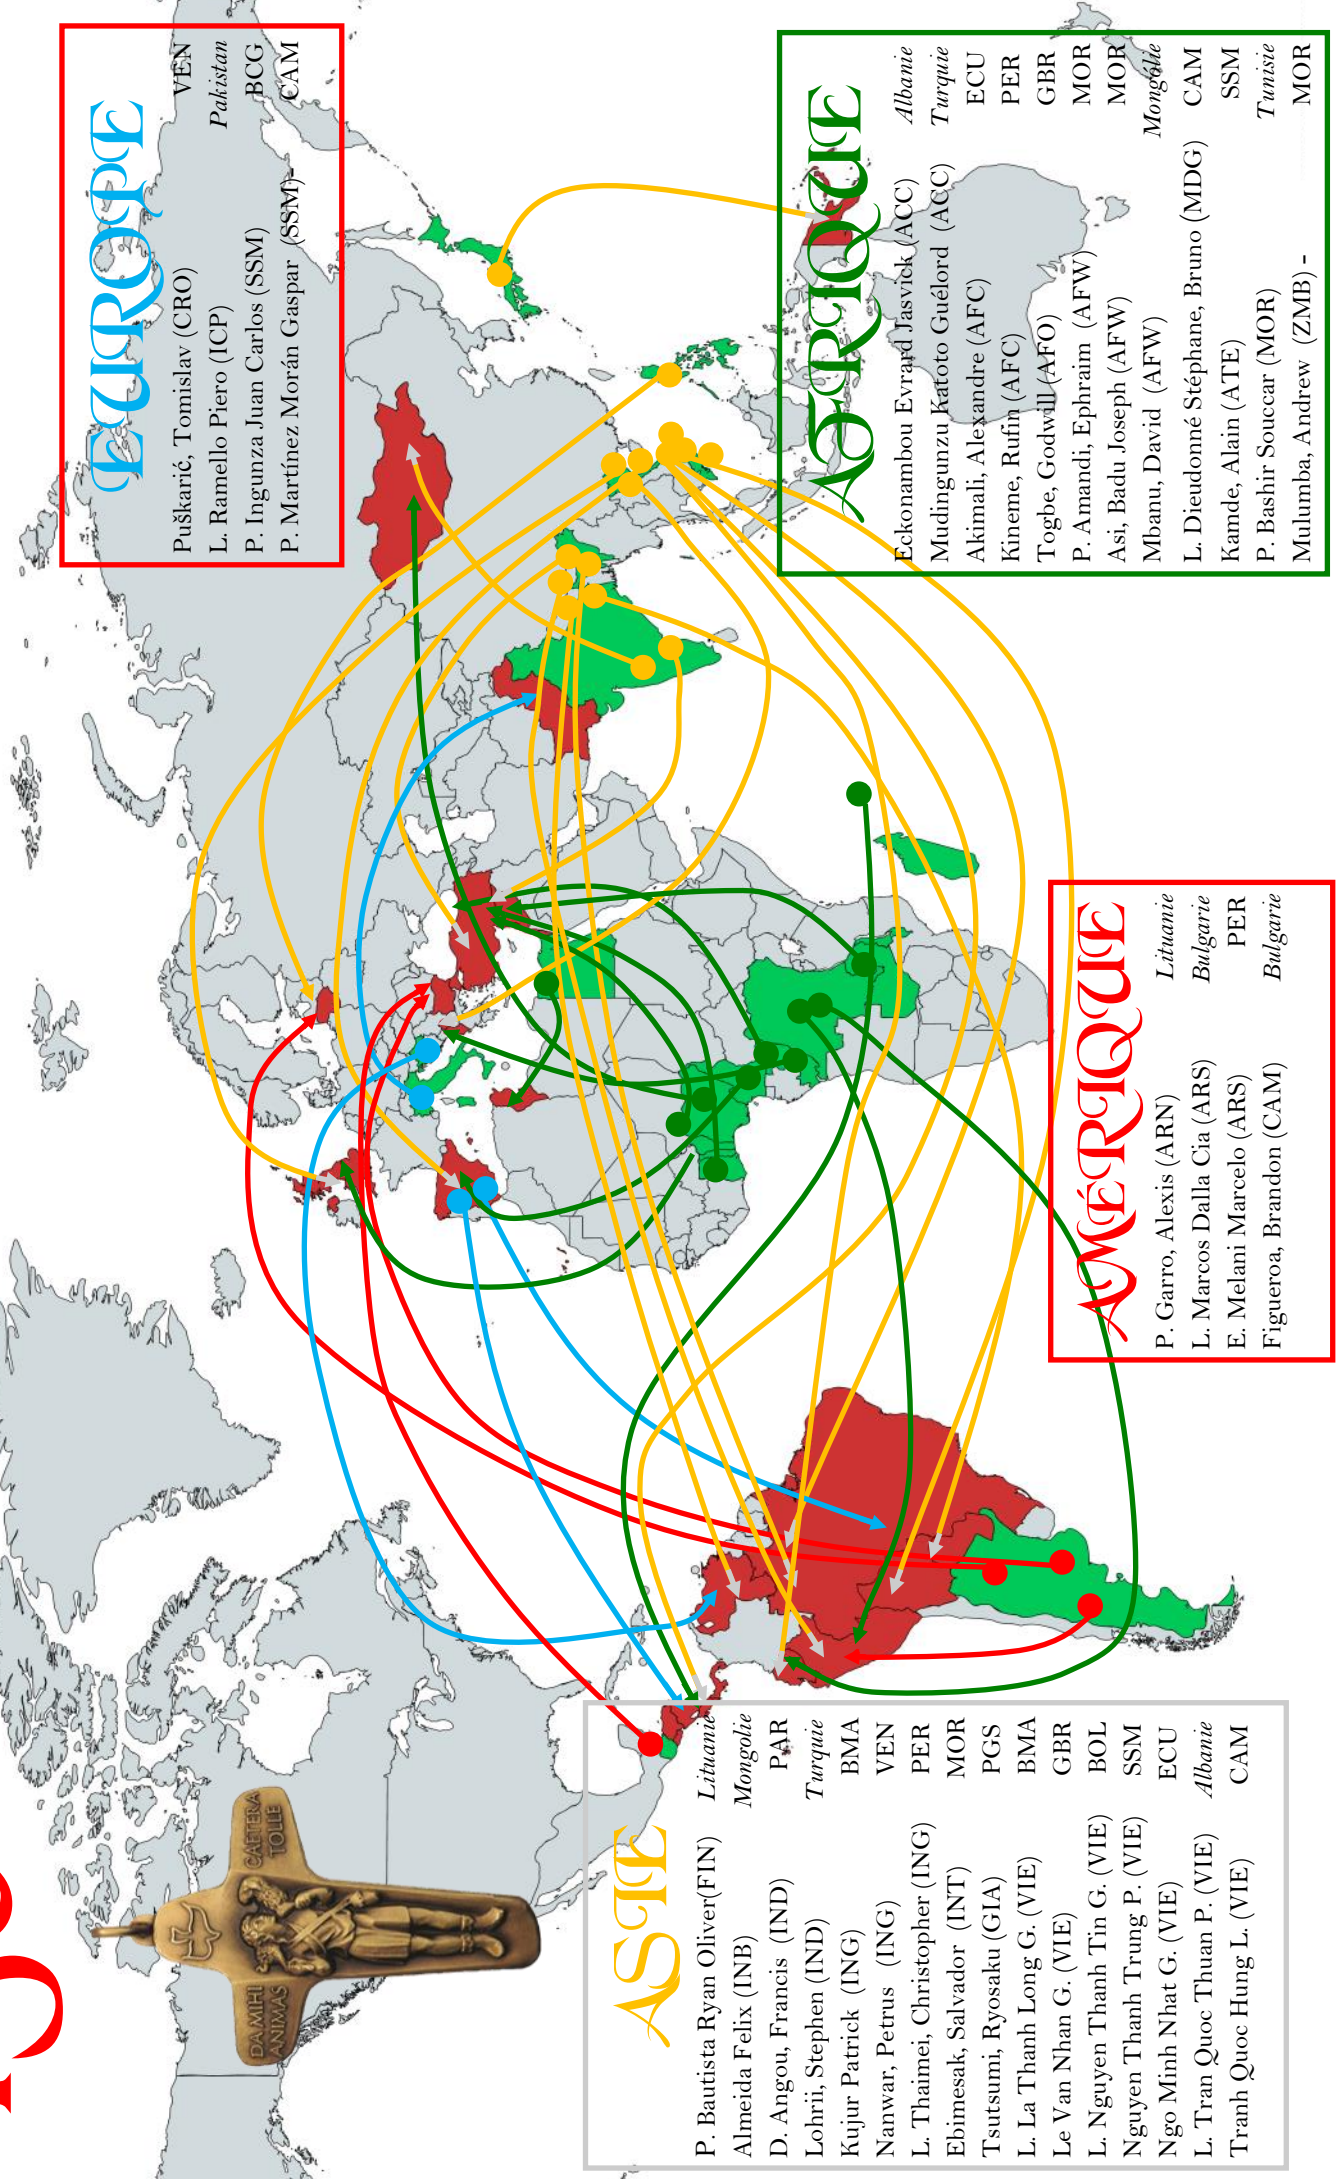 EUROPE
Puškarić, Tomislav (CRO) VEN
L. Ramello Piero (ICP) Pakistan
P. Ingunza Juan Carlos (SSM) BCG
P. Martínez Morán Gaspar (SSM)- CAM
AFRIQUE
Eckonambou Evrard Jasvick (ACC) Albanie
Mudingunzu Katoto Guélord (ACC) Turquie
Akimali, Alexandre (AFC) ECU
Kineme, Rufin (AFC) PER
Togbe, Godwill (AFO) GBR
P. Amandi, Ephraim (AFW) MOR
Asi, Badu Joseph (AFW) MOR
Mbanu, David (AFW) Mongolie
L. Dieudonné Stéphane, Bruno (MDG) CAM
Kamde, Alain (ATE) SSM
P. Bashir Souccar (MOR) Tunisie
Mulumba, Andrew (ZMB) - MOR
AMÉRIQUE
P. Garro, Alexis (ARN) Lituanie
L. Marcos Dalla Cia (ARS) Bulgarie
E. Melani Marcelo (ARS) PER
Figueroa, Brandon (CAM) Bulgarie
DA MIHI
ANIMAS
CAETERA
TOLLE
ASIE
P. Bautista Ryan Oliver(FIN) Lituanie
Almeida Felix (INB) Mongolie
D. Angou, Francis (IND) PAR
Lohrii, Stephen (IND) Turquie
Kujur Patrick (ING) BMA
Nanwar, Petrus (ING) VEN
L. Thaimei, Christopher (ING) PER
Ebimesak, Salvador (INT) MOR
Tsutsumi, Ryosaku (GIA) PGS
L. La Thanh Long G. (VIE) BMA
Le Van Nhan G. (VIE) GBR
L. Nguyen Thanh Tin G. (VIE) BOL
Nguyen Thanh Trung P. (VIE) SSM
Ngo Minh Nhat G. (VIE) ECU
L. Tran Quoc Thuan P. (VIE) Albanie
Tranh Quoc Hung L. (VIE) CAM